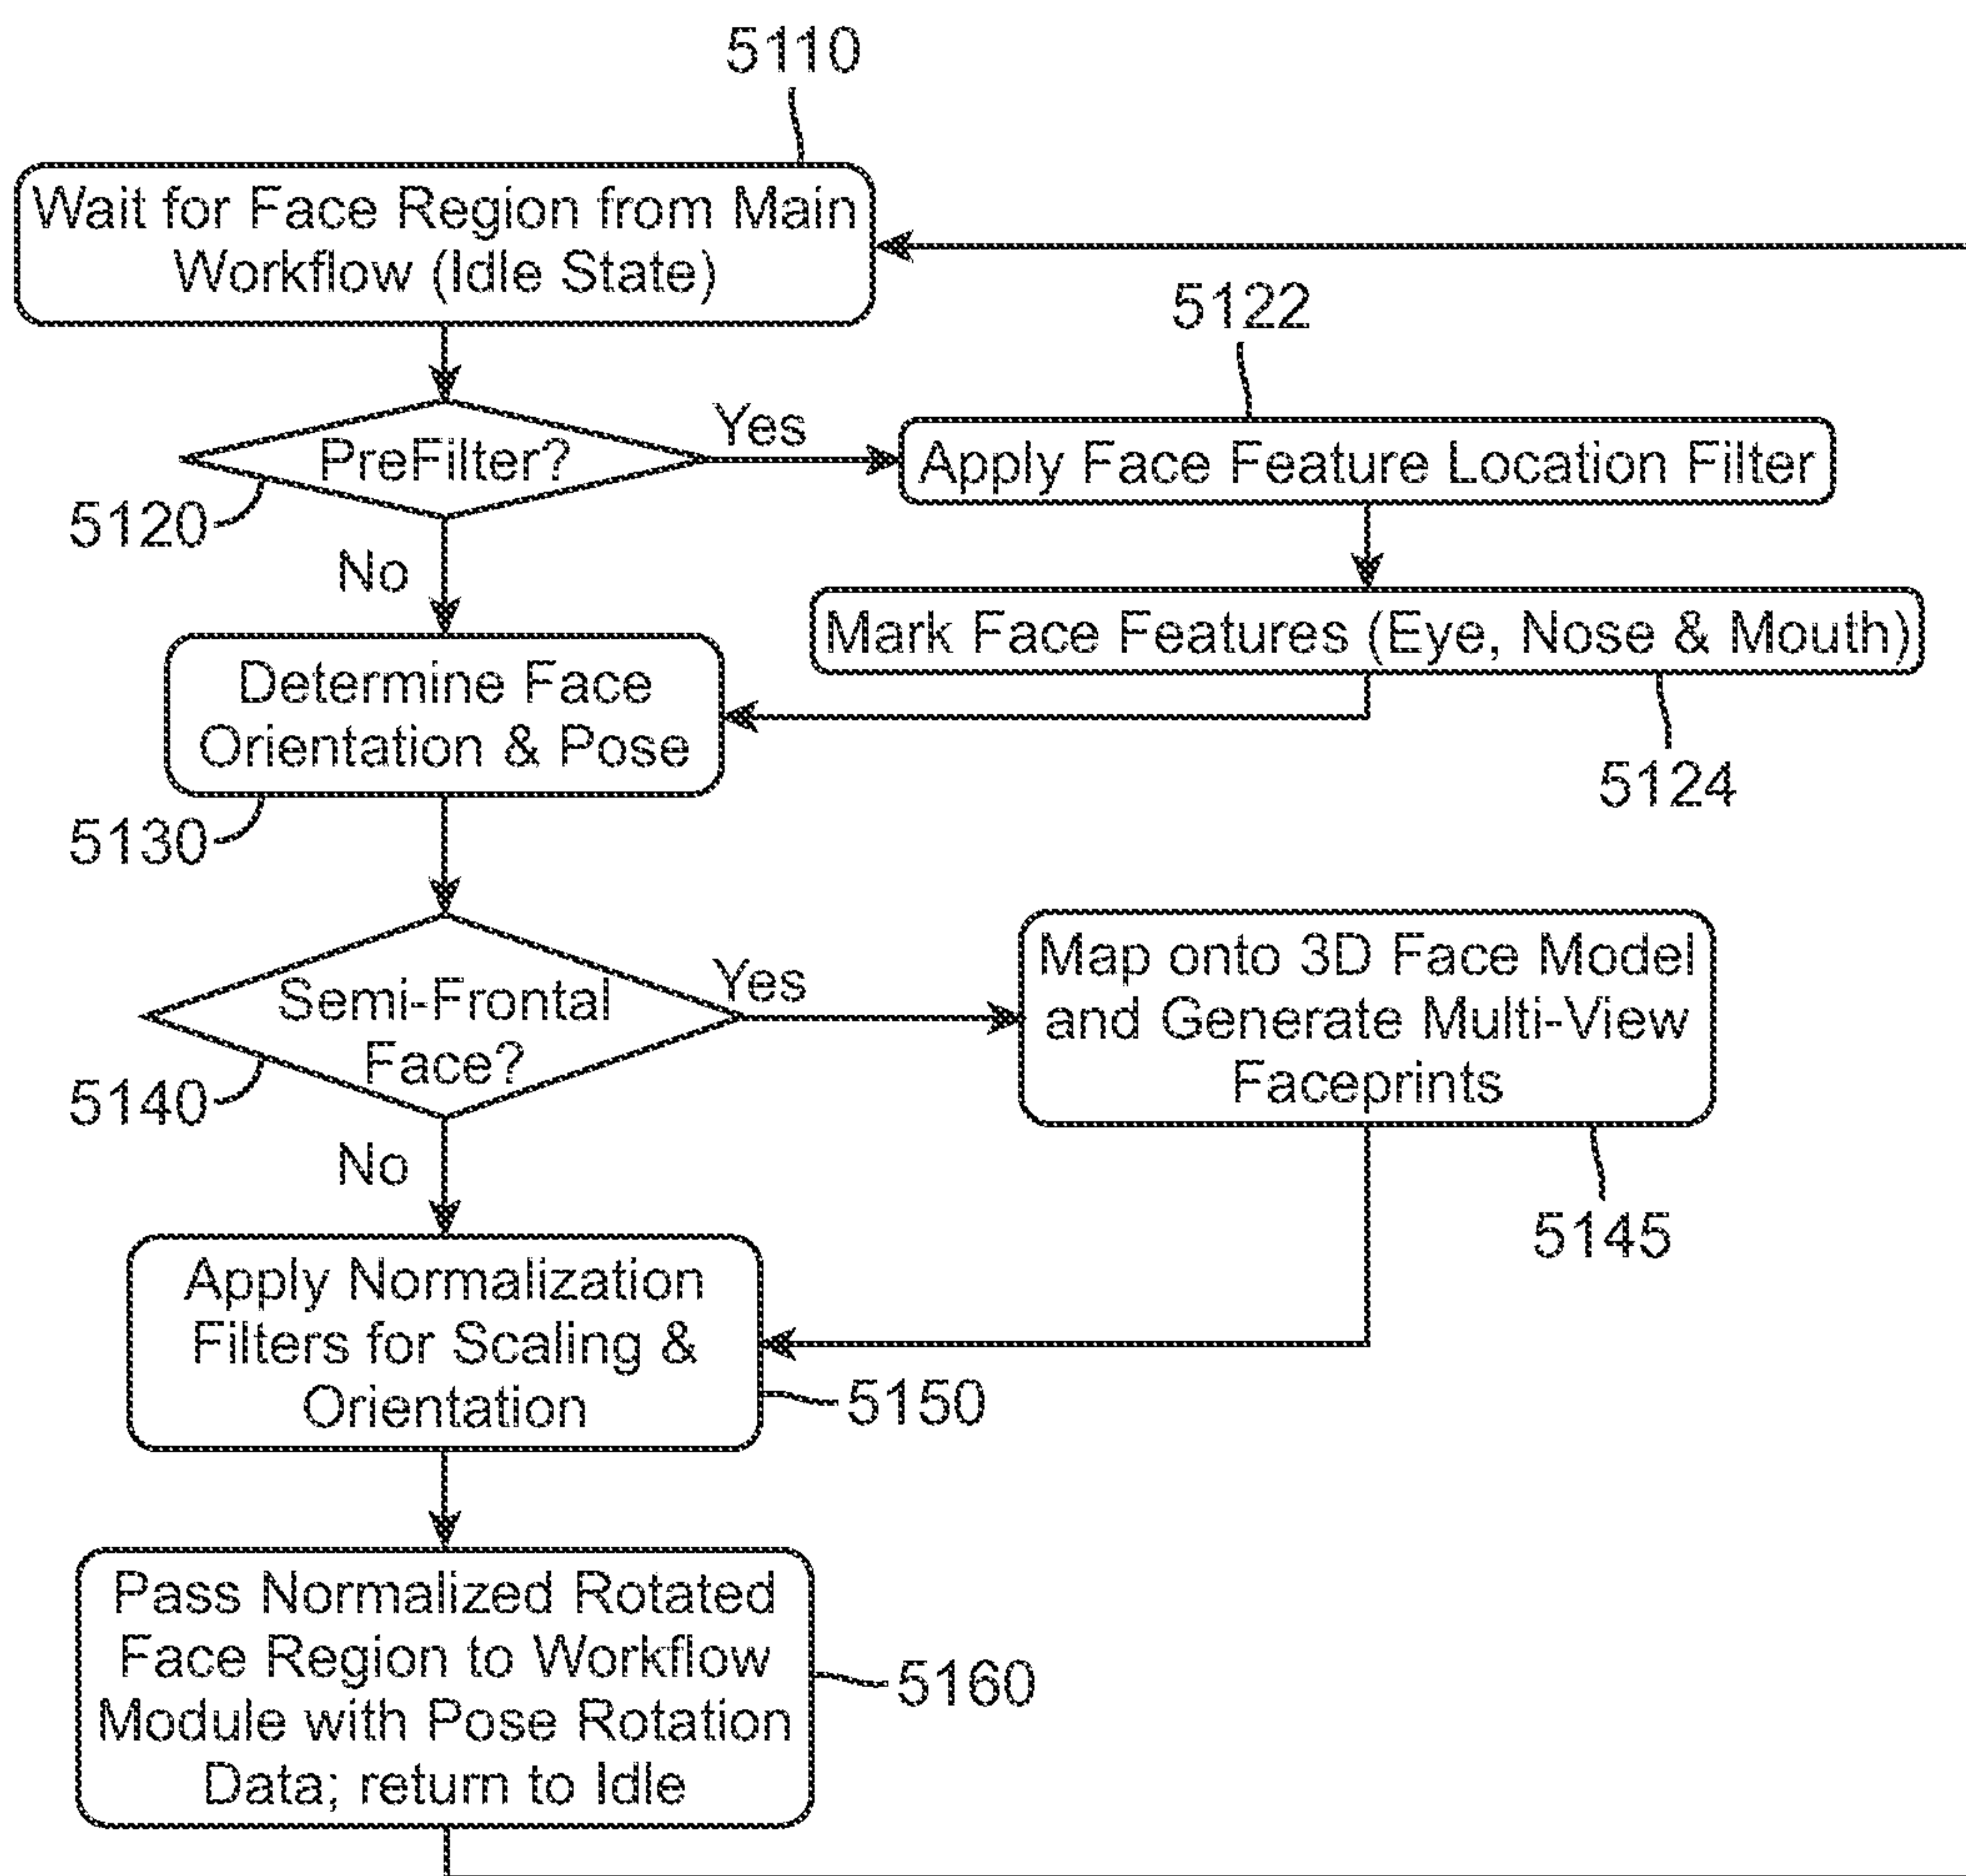 5110
Wait for Face Region from Main
Workflow (Idle State)
5122
PreFilter?
Yes
Apply Face Feature Location Filter
5120
No
Mark Face Features (Eye, Nose & Mouth)
Determine Face
Orientation & Pose
5124
5130
Semi-Frontal
Face?
Yes
Map onto 3D Face Model
and Generate Multi-View
Faceprints
5140
No
5145
Apply Normalization
Filters for Scaling &
Orientation
5150
Pass Normalized Rotated
Face Region to Workflow
Module with Pose Rotation
Data; return to Idle
5160